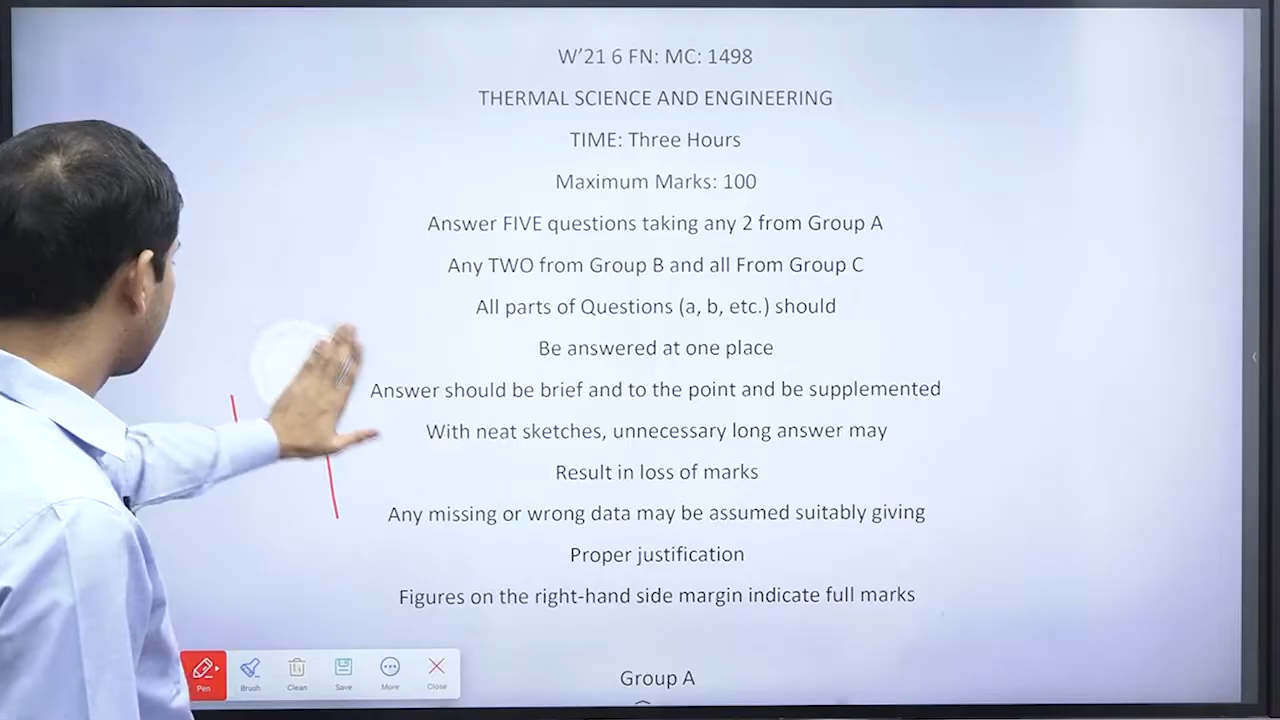 W’21 6 FN: MC: 1498
THERMAL SCIENCE AND ENGINEERING
TIME: Three Hours
Maximum Marks: 100
Answer FIVE questions taking any 2 from Group A
Any TWO from Group B and all From Group C
All parts of Questions (a, b, etc.) should
Be answered at one place
Answer should be brief and to the point and be supplemented
With neat sketches, unnecessary long answer may
Result in loss of marks
Any missing or wrong data may be assumed suitably giving
Proper justification
Figures on the right-hand side margin indicate full marks
Group A
Pen Brush Clean Save More Close